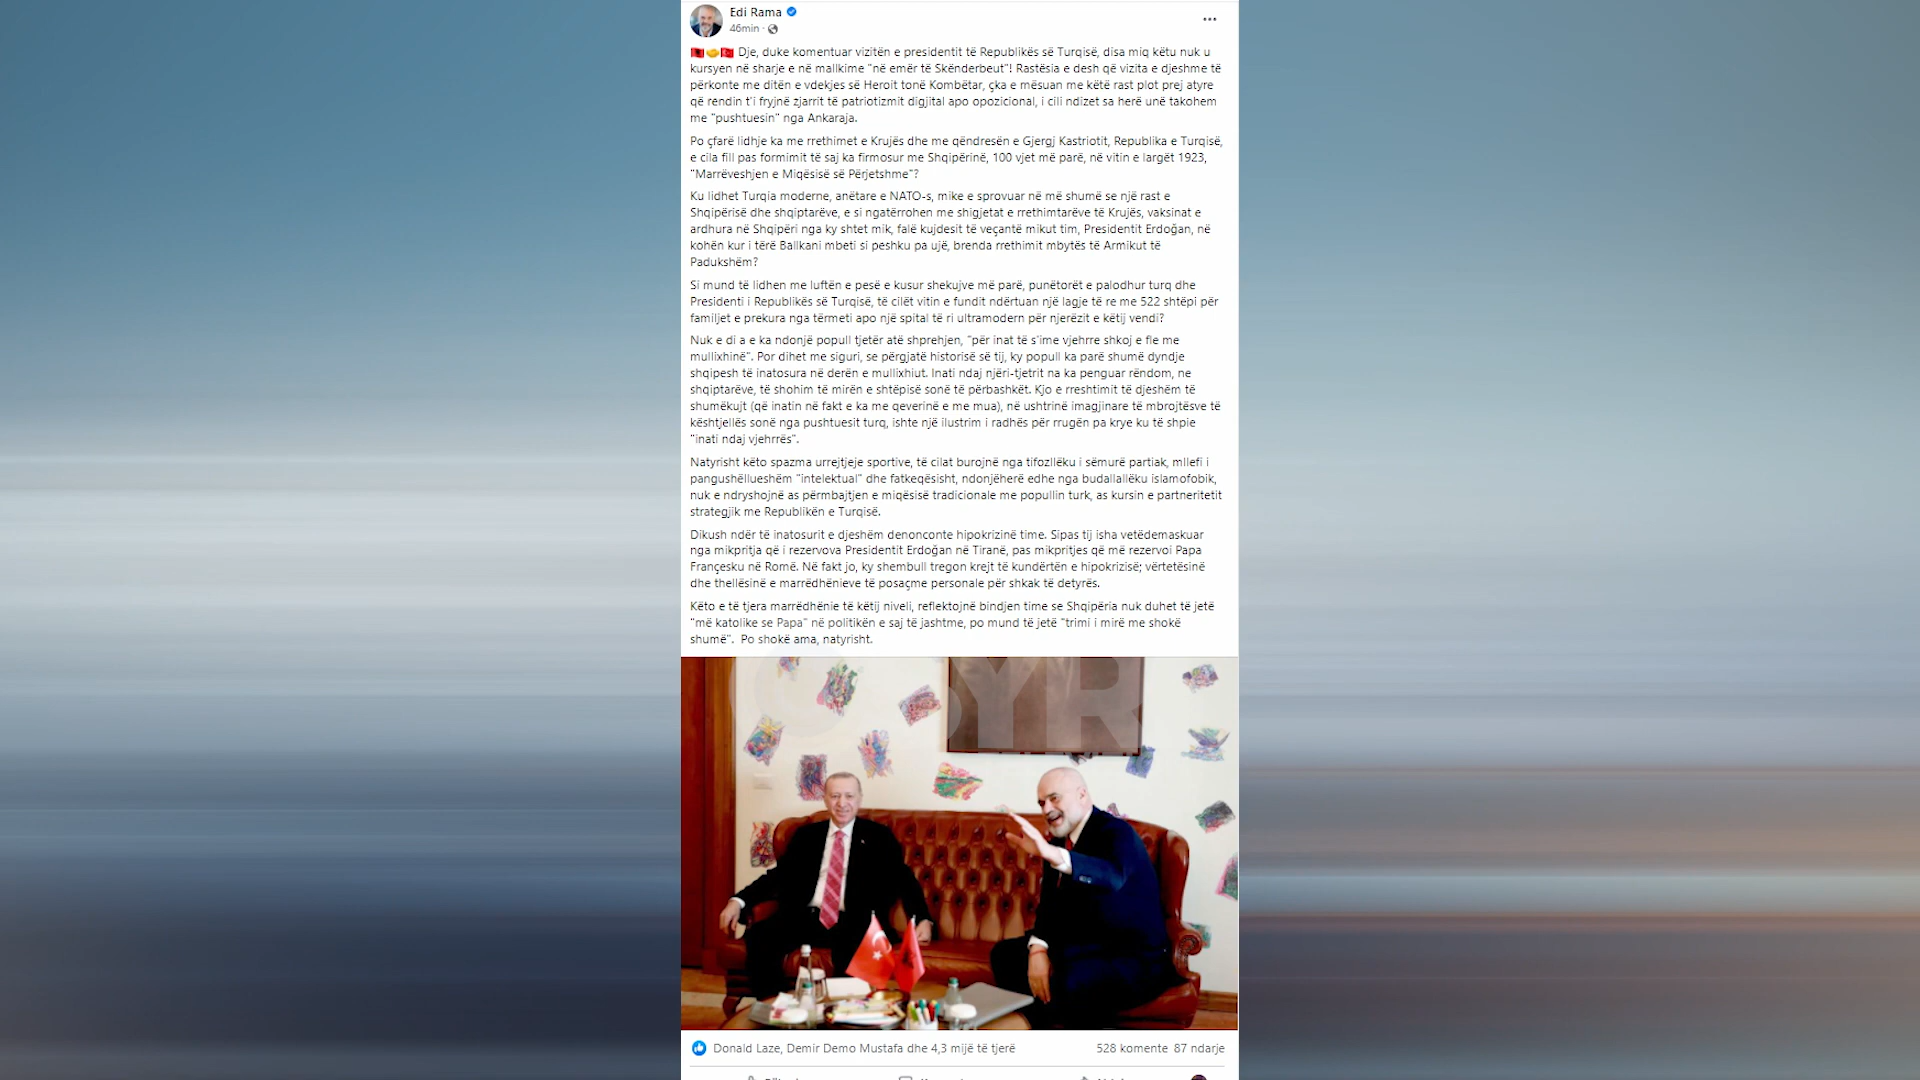 Edi Rama
46min ·
Dje, duke komentuar vizitën e presidentit të Republikës së Turqisë, disa miq këtu nuk u
kursyen në sharje e në mallkime "në emër të Skënderbeut"! Rastësia e desh që vizita e djeshme të
përkonte me ditën e vdekjes së Heroit tonë Kombëtar, çka e mësuan me këtë rast plot prej atyre
që rendin t'i fryjnë zjarrit të patriotizmit digjital apo opozicional, i cili ndizet sa herë unë takohem
me "pushtuesin" nga Ankaraja.
Po çfarë lidhje ka me rrethimet e Krujës dhe me qëndresën e Gjergj Kastriotit, Republika e Turqisë,
e cila fill pas formimit të saj ka firmosur me Shqipërinë, 100 vjet më parë, në vitin e largët 1923,
"Marrëveshjen e Miqësisë së Përjetshme"?
Ku lidhet Turqia moderne, anëtare e NATO-s, mike e sprovuar në më shumë se një rast e
Shqipërisë dhe shqiptarëve, e si ngatërrohen me shigjetat e rrethimtarëve të Krujës, vaksinat e
ardhura në Shqipëri nga ky shtet mik, falë kujdesit të veçantë mikut tim, Presidentit Erdoğan, në
kohën kur i tërë Ballkani mbeti si peshku pa ujë, brenda rrethimit mbytës të Armikut të
Padukshëm?
Si mund të lidhen me luftën e pesë e kusur shekujve më parë, punëtorët e palodhur turq dhe
Presidenti i Republikës së Turqisë, të cilët vitin e fundit ndërtuan një lagje të re me 522 shtëpi për
familjet e prekura nga tërmeti apo një spital të ri ultramodern për njerëzit e këtij vendi?
Nuk e di a e ka ndonjë popull tjetër atë shprehjen, "për inat të s'ime vjehrre shkoj e fle me
mullixhinë". Por dihet me siguri, se përgjatë historisë së tij, ky popull ka parë shumë dyndje
shqipesh të inatosura në derën e mullixhiut. Inati ndaj njëri-tjetrit na ka penguar rëndom, ne
shqiptarëve, të shohim të mirën e shtëpisë sonë të përbashkët. Kjo e rreshtimit të djeshëm të
shumëkujt (që inatin në fakt e ka me qeverinë e me mua), në ushtrinë imagjinare të mbrojtësve të
kështjellës sonë nga pushtuesit turq, ishte një ilustrim i radhës për rrugën pa krye ku të shpie
"inati ndaj vjehrrës".
Natyrisht këto spazma urrejtjeje sportive, të cilat burojnë nga tifozllëku i sëmurë partiak, mllefi i
pangushëllueshëm "intelektual" dhe fatkeqësisht, ndonjëherë edhe nga budallallëku islamofobik,
nuk e ndryshojnë as përmbajtjen e miqësisë tradicionale me popullin turk, as kursin e partneritetit
strategjik me Republikën e Turqisë.
Dikush ndër të inatosurit e djeshëm denonconte hipokrizinë time. Sipas tij isha vetëdemaskuar
nga mikpritja që i rezervova Presidentit Erdoğan në Tiranë, pas mikpritjes që më rezervoi Papa
Françesku në Romë. Në fakt jo, ky shembull tregon krejt të kundërtën e hipokrizisë; vërtetësinë
dhe thellësinë e marrëdhënieve të posaçme personale për shkak të detyrës.
Këto e të tjera marrëdhënie të këtij niveli, reflektojnë bindjen time se Shqipëria nuk duhet të jetë
"më katolike se Papa" në politikën e saj të jashtme, po mund të jetë "trimi i mirë me shokë
shumë". Po shokë ama, natyrisht.
Donald Laze, Demir Demo Mustafa dhe 4,3 mijë të tjerë
528 komente 87 ndarje